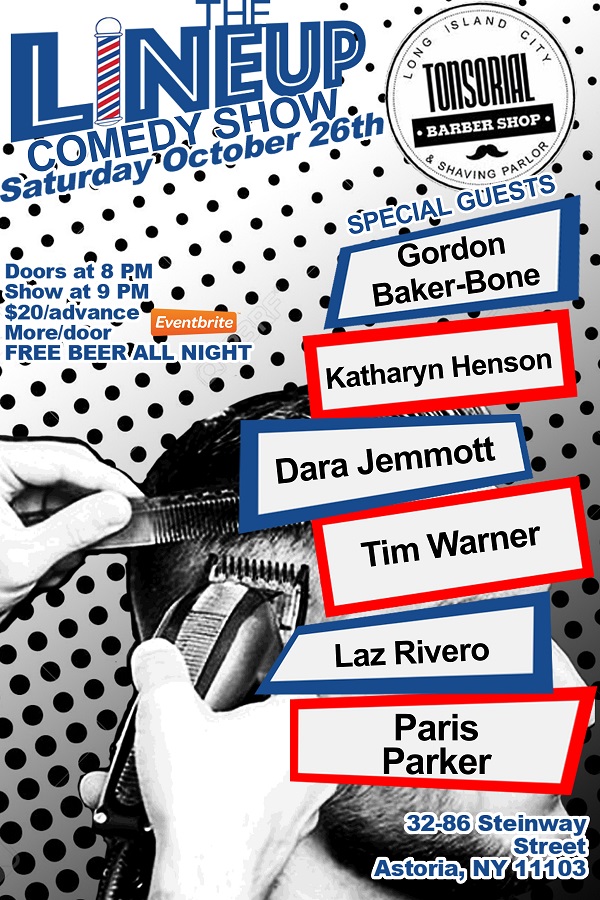 THE
LINEUP
COMEDY SHOW
Saturday October 26th
LONG ISLAND CITY
TONSORIAL
• BARBER SHOP •
& SHAVING PARLOR
SPECIAL GUESTS
Gordon
Baker-Bone
Katharyn Henson
Dara Jemmott
Tim Warner
Laz Rivero
Paris
Parker
Doors at 8 PM
Show at 9 PM
$20/advance
More/door
Eventbrite
FREE BEER ALL NIGHT
32-86 Steinway
Street
Astoria, NY 11103